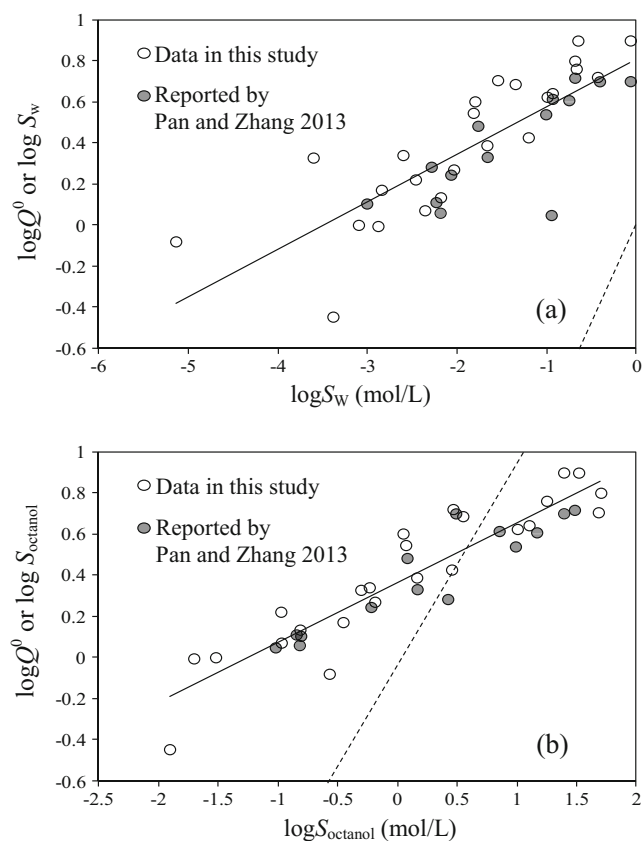 1
0.8
0.6
0.4
0.2
0
-0.2
-0.4
-0.6
logQ⁰ or log S_w
Data in this study
Reported by
Pan and Zhang 2013
(a)
-6 -5 -4 -3 -2 -1 0
logS_W (mol/L)
1
0.8
0.6
0.4
0.2
0
-0.2
-0.4
-0.6
logQ⁰ or log S_octanol
Data in this study
Reported by
Pan and Zhang 2013
(b)
-2.5 -2 -1.5 -1 -0.5 0 0.5 1 1.5 2
logS_octanol (mol/L)